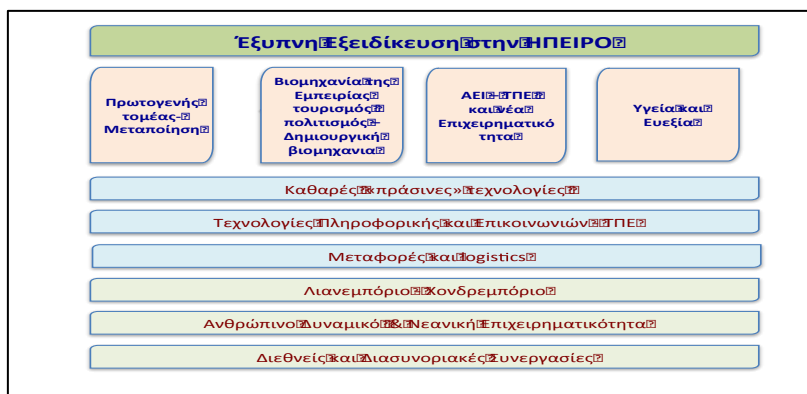 Έξυπνη Εξειδίκευση στην ΗΠΕΙΡΟ
Πρωτογενής
τομέας-
Μεταποίηση
Βιομηχανία της
Εμπειρίας
τουρισμός
πολιτισμός –
Δημιουργική
βιομηχανια
ΑΕΙ – ΤΠΕ
και νέα
Επιχειρηματικό
τητα
Υγεία και
Ευεξία
Καθαρές «πράσινες» τεχνολογίες
Τεχνολογίες Πληροφορικής και Επικοινωνιών – ΤΠΕ
Μεταφορές και logistics
Λιανεμπόριο – Χονδρεμπόριο
Ανθρώπινο Δυναμικό & Νεανική Επιχειρηματικότητα
Διεθνείς και Διασυνοριακές Συνεργασίες